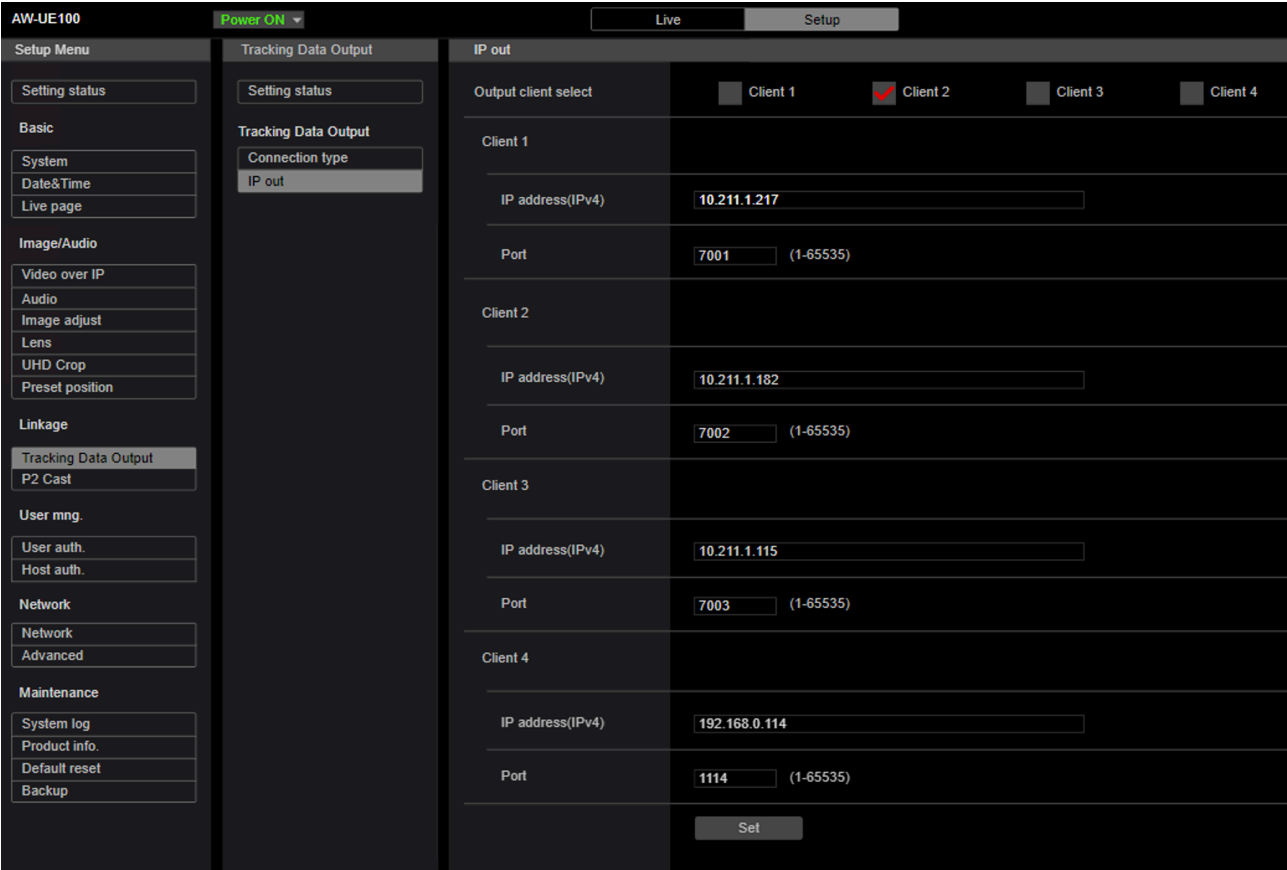 AW-UE100
Power ON
Live
Setup
Setup Menu
Setting status
Basic
System
Date&Time
Live page
Image/Audio
Video over IP
Audio
Image adjust
Lens
UHD Crop
Preset position
Linkage
Tracking Data Output
P2 Cast
User mng.
User auth.
Host auth.
Network
Network
Advanced
Maintenance
System log
Product info.
Default reset
Backup
Tracking Data Output
Setting status
Tracking Data Output
Connection type
IP out
IP out
Output client select Client 1 Client 2 Client 3 Client 4
Client 1
IP address(IPv4) 10.211.1.217
Port 7001 (1-65535)
Client 2
IP address(IPv4) 10.211.1.182
Port 7002 (1-65535)
Client 3
IP address(IPv4) 10.211.1.115
Port 7003 (1-65535)
Client 4
IP address(IPv4) 192.168.0.114
Port 1114 (1-65535)
Set